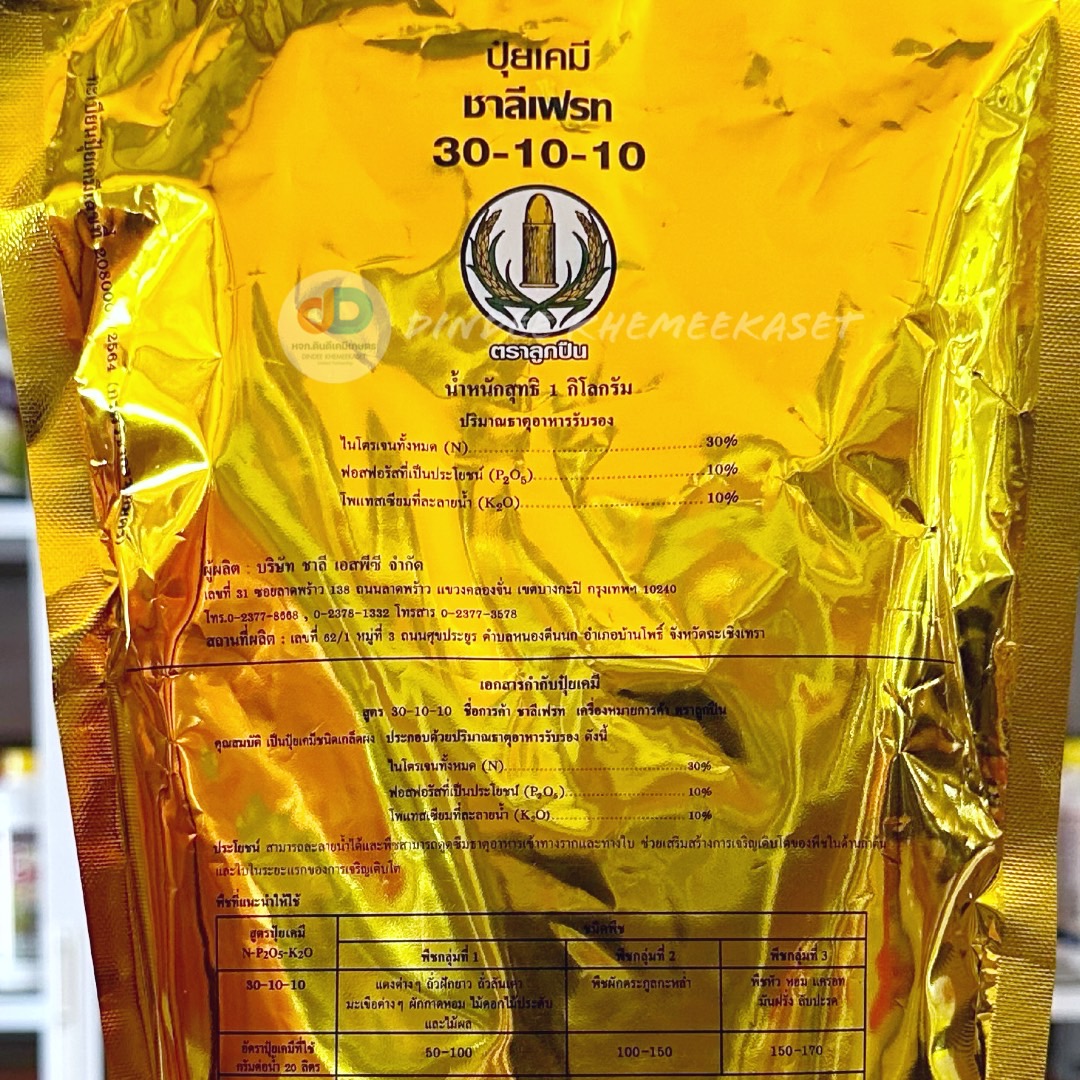 ปุ๋ยเคมี
ชาลีเฟรท
30-10-10
DINDEE KHEMEEKASET
หจก.ดินดีเคมีเกษตร
DINDEE KHEMEEKASET
ตราลูกปืน
น้ำหนักสุทธิ 1 กิโลกรัม
ปริมาณธาตุอาหารรับรอง
ไนโตรเจนทั้งหมด (N) 30%
ฟอสฟอรัสที่เป็นประโยชน์ (P₂O₅) 10%
โพแทสเซียมที่ละลายน้ำ (K₂O) 10%
ทะเบียนปุ๋ยเคมีเลขที่ 2564
ผู้ผลิต : บริษัท ชาลี เอสพีซี จำกัด
เลขที่ 31 ซอยลาดพร้าว 138 ถนนลาดพร้าว แขวงคลองจั่น เขตบางกะปิ กรุงเทพฯ 10240
โทร.0-2377-8668 , 0-2378-1332 โทรสาร 0-2377-3578
สถานที่ผลิต : เลขที่ 62/1 หมู่ที่ 3 ถนนศุขประยูร ตำบลหนองตีนนก อำเภอบ้านโพธิ์ จังหวัดฉะเชิงเทรา
เอกสารกำกับปุ๋ยเคมี
สูตร 30-10-10 ชื่อการค้า ชาลีเฟรท เครื่องหมายการค้า ตราลูกปืน
คุณสมบัติ เป็นปุ๋ยเคมีชนิดเกล็ดผง ประกอบด้วยปริมาณธาตุอาหารรับรอง ดังนี้
ไนโตรเจนทั้งหมด (N) 30%
ฟอสฟอรัสที่เป็นประโยชน์ (P₂O₅) 10%
โพแทสเซียมที่ละลายน้ำ (K₂O) 10%
ประโยชน์ สามารถละลายน้ำได้และพืชสามารถดูดซึมธาตุอาหารเข้าทางรากและทางใบ ช่วยเสริมสร้างการเจริญเติบโตของพืชในด้านลำต้น
และใบในระยะแรกของการเจริญเติบโต
พืชที่แนะนำให้ใช้
สูตรปุ๋ยเคมี ชนิดพืช
N-P₂O₅-K₂O พืชกลุ่มที่ 1 พืชกลุ่มที่ 2 พืชกลุ่มที่ 3
30-10-10 แตงต่างๆ ถั่วฝักยาว ถั่วลันเตา พืชผักตระกูลกะหล่ำ พืชหัว หอม แครอท
มะเขือต่างๆ ผักกาดหอม ไม้ดอกไม้ประดับ มันฝรั่ง สับปะรด
และไม้ผล
อัตราปุ๋ยเคมีที่ใช้ 50-100 100-150 150-170
กรัมต่อน้ำ 20 ลิตร